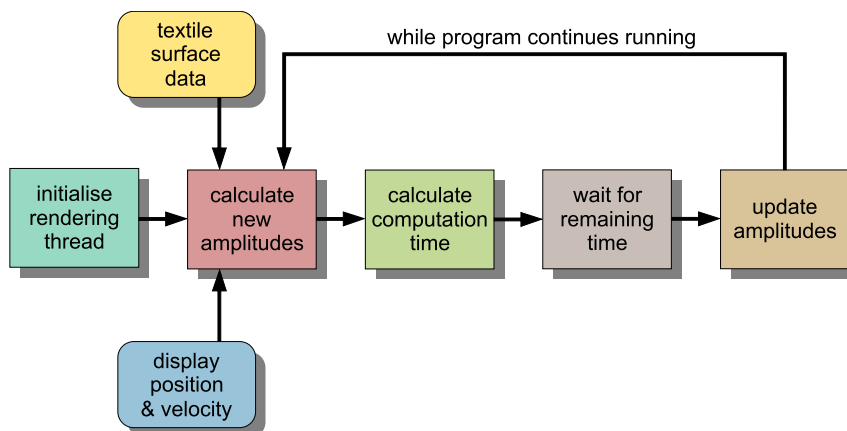 textile
surface
data
while program continues running
initialise
rendering
thread
calculate
new
amplitudes
calculate
computation
time
wait for
remaining
time
update
amplitudes
display
position
& velocity